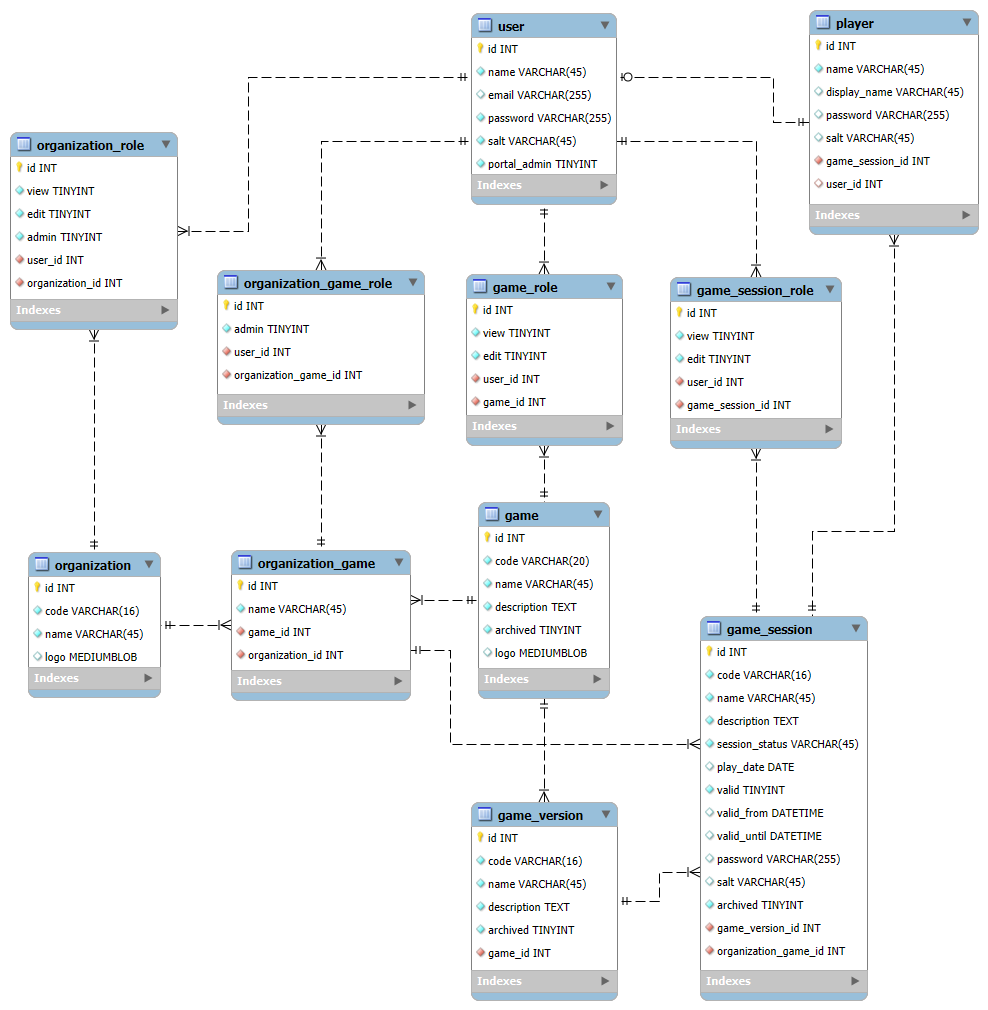 user
id INT
name VARCHAR(45)
email VARCHAR(255)
password VARCHAR(255)
salt VARCHAR(45)
portal_admin TINYINT
Indexes
player
id INT
name VARCHAR(45)
display_name VARCHAR(45)
password VARCHAR(255)
salt VARCHAR(45)
game_session_id INT
user_id INT
Indexes
organization_role
id INT
view TINYINT
edit TINYINT
admin TINYINT
user_id INT
organization_id INT
Indexes
organization_game_role
id INT
admin TINYINT
user_id INT
organization_game_id INT
Indexes
game_role
id INT
view TINYINT
edit TINYINT
user_id INT
game_id INT
Indexes
game_session_role
id INT
view TINYINT
edit TINYINT
user_id INT
game_session_id INT
Indexes
organization
id INT
code VARCHAR(16)
name VARCHAR(45)
logo MEDIUMBLOB
Indexes
organization_game
id INT
name VARCHAR(45)
game_id INT
organization_id INT
Indexes
game
id INT
code VARCHAR(20)
name VARCHAR(45)
description TEXT
archived TINYINT
logo MEDIUMBLOB
Indexes
game_session
id INT
code VARCHAR(16)
name VARCHAR(45)
description TEXT
session_status VARCHAR(45)
play_date DATE
valid TINYINT
valid_from DATETIME
valid_until DATETIME
password VARCHAR(255)
salt VARCHAR(45)
archived TINYINT
game_version_id INT
organization_game_id INT
Indexes
game_version
id INT
code VARCHAR(16)
name VARCHAR(45)
description TEXT
archived TINYINT
game_id INT
Indexes